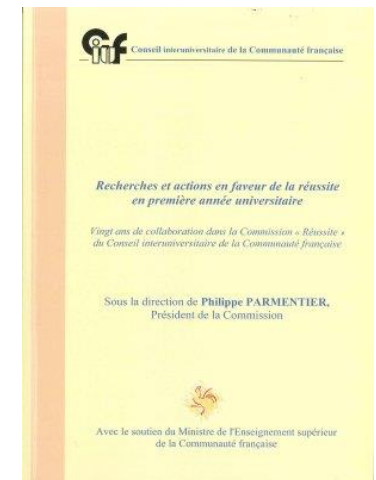 Ciuf Conseil interuniversitaire de la Communauté française
Recherches et actions en faveur de la réussite
en première année universitaire
Vingt ans de collaboration dans la Commission « Réussite »
du Conseil interuniversitaire de la Communauté française
Sous la direction de Philippe PARMENTIER,
Président de la Commission
Avec le soutien du Ministre de l'Enseignement supérieur
de la Communauté française